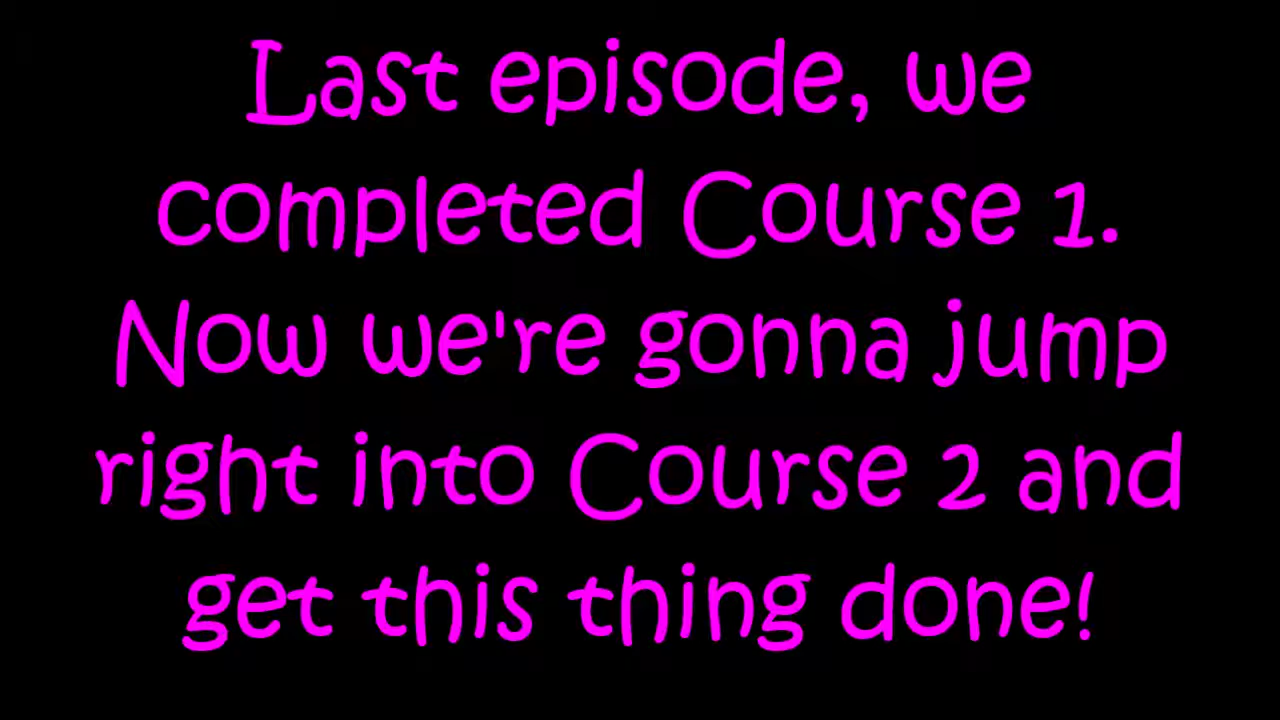 Last episode, we
completed Course 1.
Now we're gonna jump
right into Course 2 and
get this thing done!